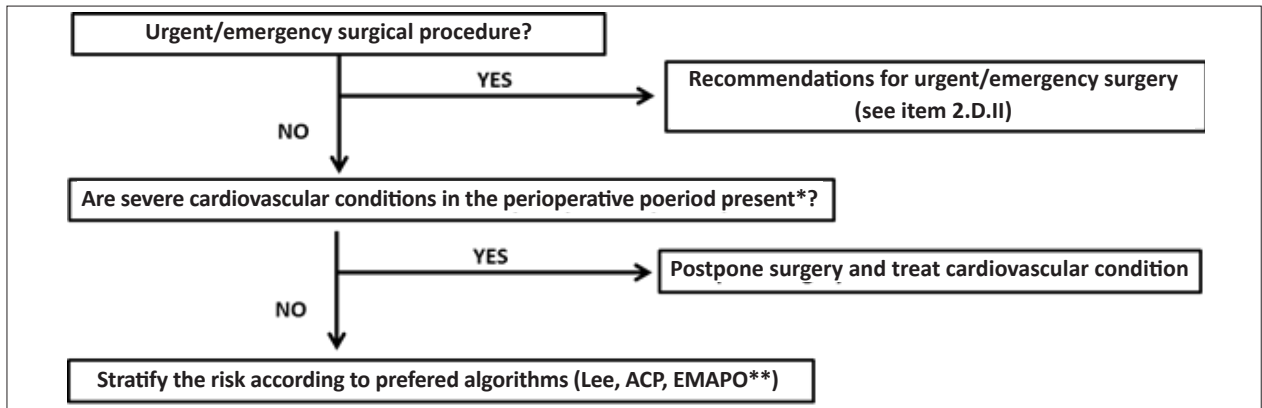 Urgent/emergency surgical procedure?
YES
Recommendations for urgent/emergency surgery
(see item 2.D.II)
NO
Are severe cardiovascular conditions in the perioperative poeriod present*?
YES
Postpone surgery and treat cardiovascular condition
NO
Stratify the risk according to prefered algorithms (Lee, ACP, EMAPO**)